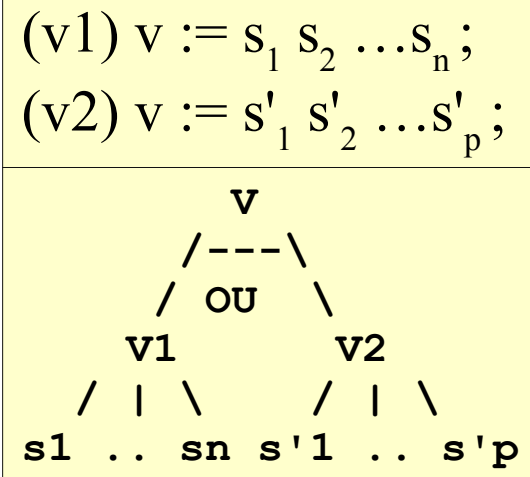 (v1) v := s₁ s₂ …sₙ ;
(v2) v := s'₁ s'₂ …s'ₚ ;
v
/---\
/ OU \
v1 v2
/ | \ / | \
s1 .. sn s'1 .. s'p